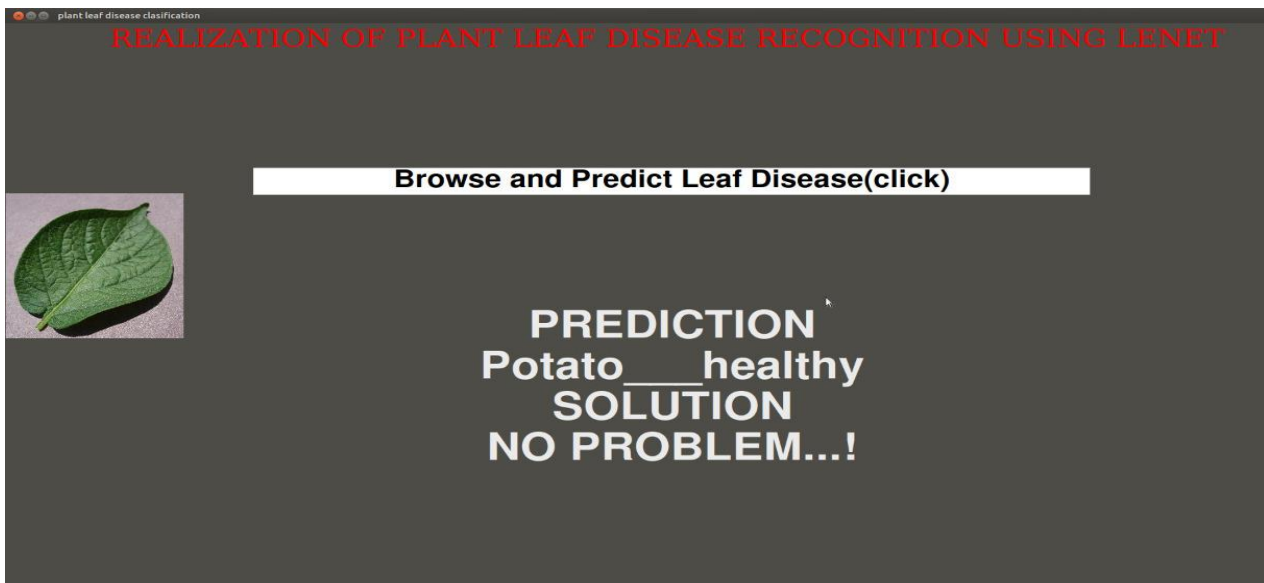 plant leaf disease clasification
REALIZATION OF PLANT LEAF DISEASE RECOGNITION USING LENET
Browse and Predict Leaf Disease(click)
PREDICTION
Potato___healthy
SOLUTION
NO PROBLEM...!